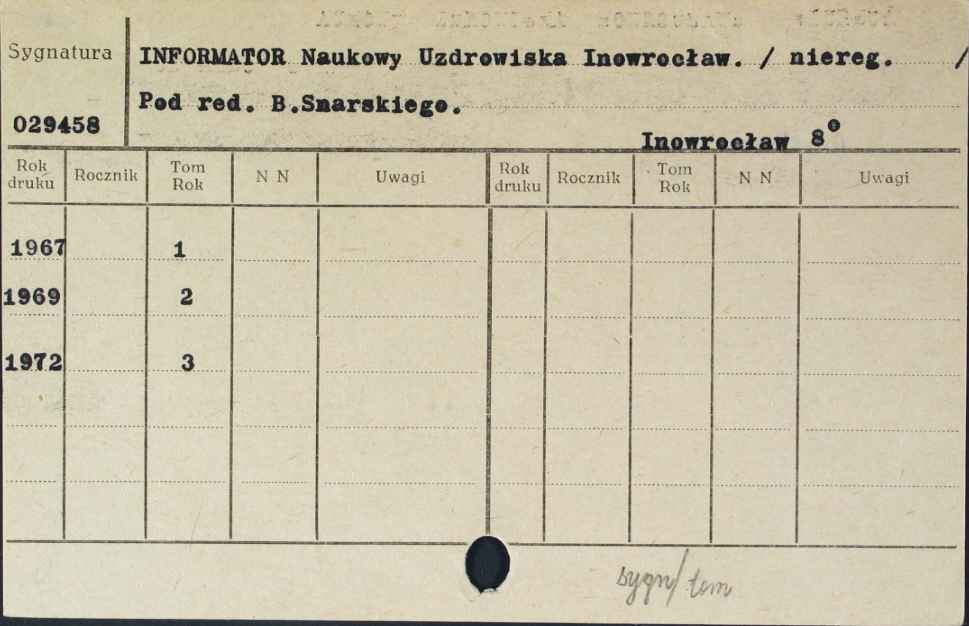 Sygnatura
INFORMATOR Naukowy Uzdrowiska Inowrocław. / niereg. /
Pod red. B.Snarskiego.
029458
Inowrocław 8°
Rok druku Rocznik Tom Rok N N Uwagi Rok druku Rocznik Tom Rok N N Uwagi
1967 1
1969 2
1972 3
sygn/tom